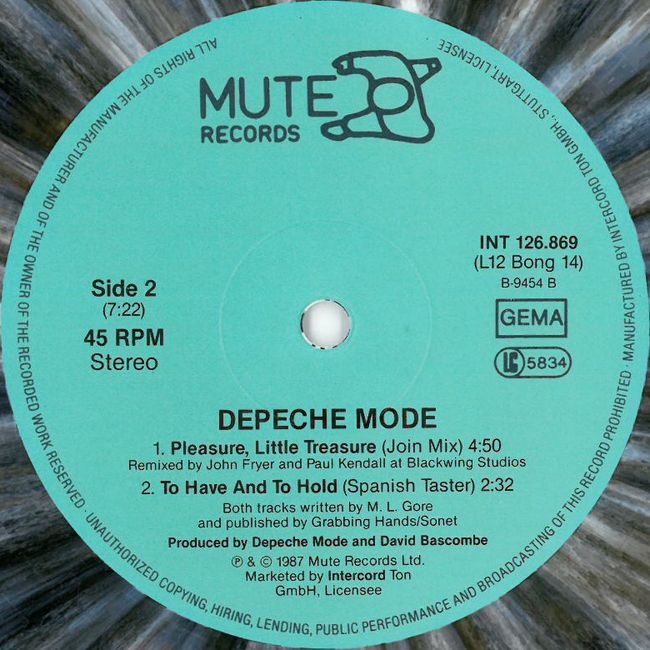 MUTE
RECORDS
INT 126.869
(L12 Bong 14)
B-9454 B
GEMA
LC 5834
Side 2
(7:22)
45 RPM
Stereo
DEPECHE MODE
1. Pleasure, Little Treasure (Join Mix) 4:50
Remixed by John Fryer and Paul Kendall at Blackwing Studios
2. To Have And To Hold (Spanish Taster) 2:32
Both tracks written by M. L. Gore
and published by Grabbing Hands/Sonet
Produced by Depeche Mode and David Bascombe
℗ & © 1987 Mute Records Ltd.
Marketed by Intercord Ton
GmbH, Licensee
ALL RIGHTS OF THE MANUFACTURER AND OF THE OWNER OF THE RECORDED WORK RESERVED · UNAUTHORIZED COPYING, HIRING, LENDING, PUBLIC PERFORMANCE AND BROADCASTING OF THIS RECORD PROHIBITED · MANUFACTURED BY INTERCORD TON GMBH., STUTTGART, LICENSEE